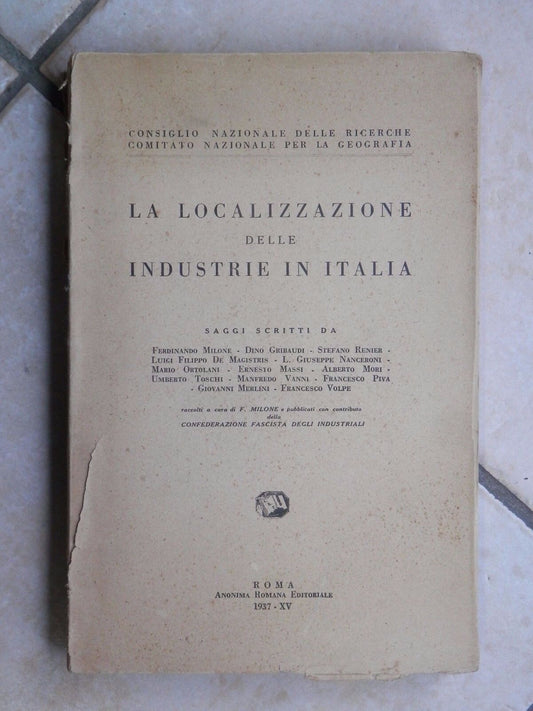 CONSIGLIO NAZIONALE DELLE RICERCHE
COMITATO NAZIONALE PER LA GEOGRAFIA
LA LOCALIZZAZIONE
DELLE
INDUSTRIE IN ITALIA
SAGGI SCRITTI DA
FERDINANDO MILONE - DINO GRIBAUDI - STEFANO RENIER -
LUIGI FILIPPO DE MAGISTRIS - L. GIUSEPPE NANGERONI -
MARIO ORTOLANI - ERNESTO MASSI - ALBERTO MORI -
UMBERTO TOSCHI - MANFREDO VANNI - FRANCESCO PIVA
- GIOVANNI MERLINI - FRANCESCO VOLPE
raccolti a cura di F. MILONE e pubblicati con contributo
della
CONFEDERAZIONE FASCISTA DEGLI INDUSTRIALI
ROMA
ANONIMA ROMANA EDITORIALE
1937 - XV